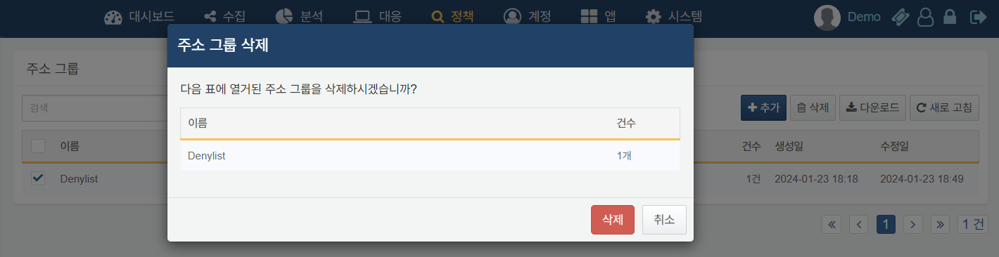 대시보드 수집 분석 대응 정책 계정 앱 시스템 Demo
주소 그룹 삭제
주소 그룹
다음 표에 열거된 주소 그룹을 삭제하시겠습니까?
검색
추가 삭제 다운로드 새로 고침
이름 건수
이름 건수 생성일 수정일
Denylist 1개
Denylist 1건 2024-01-23 18:18 2024-01-23 18:49
삭제 취소
« ‹ 1 › » 1 건